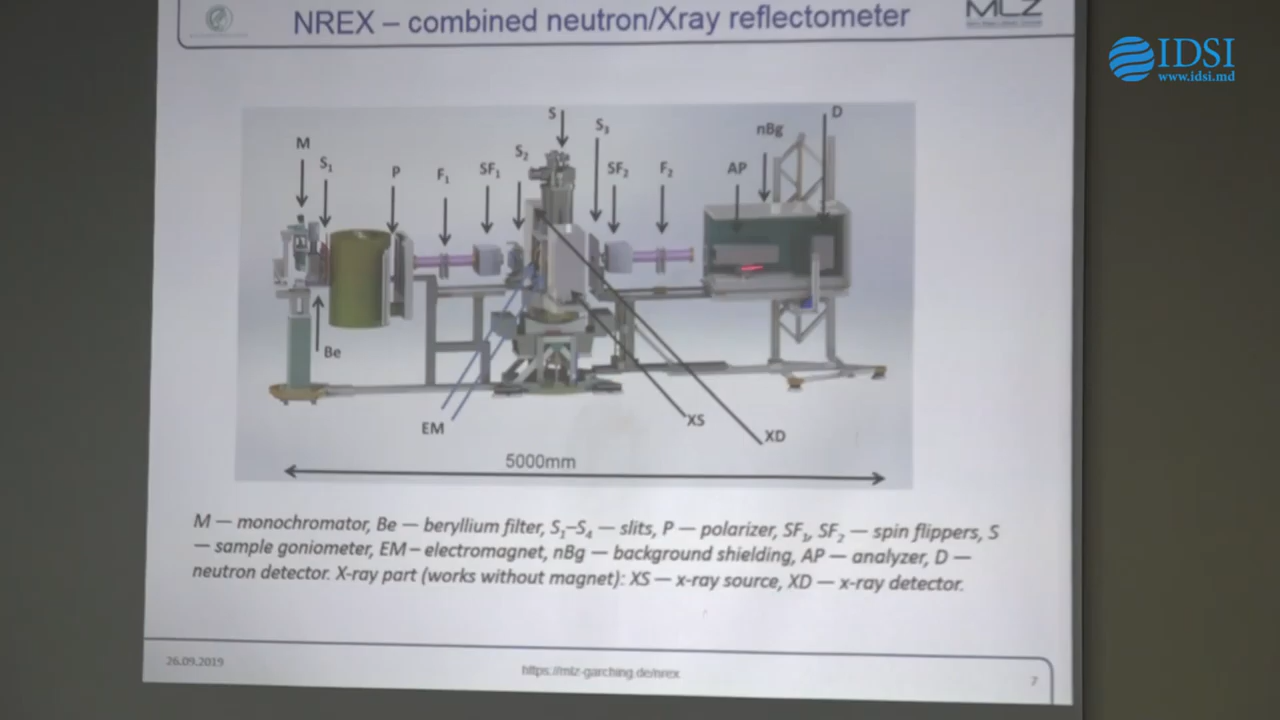 NREX – combined neutron/Xray reflectometer
MLZ
IDSI
www.idsi.md
M
S₁
P
F₁
SF₁
S₂
S
S₃
SF₂
F₂
AP
nBg
D
Be
EM
XS
XD
5000mm
M — monochromator, Be — beryllium filter, S₁–S₄ — slits, P — polarizer, SF₁, SF₂ — spin flippers, S
— sample goniometer, EM – electromagnet, nBg — background shielding, AP — analyzer, D —
neutron detector. X-ray part (works without magnet): XS — x-ray source, XD — x-ray detector.
26.09.2019
https://mlz-garching.de/nrex
7